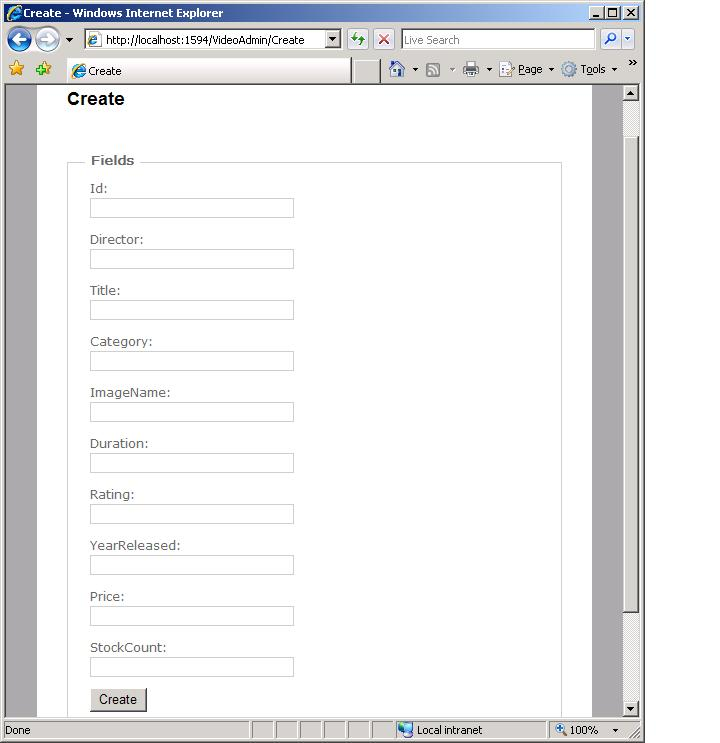 Create - Windows Internet Explorer
http://localhost:1594/VideoAdmin/Create
Live Search
Create
Page
Tools
»
Create
Fields
Id:
Director:
Title:
Category:
ImageName:
Duration:
Rating:
YearReleased:
Price:
StockCount:
Create
Done
Local intranet
100%